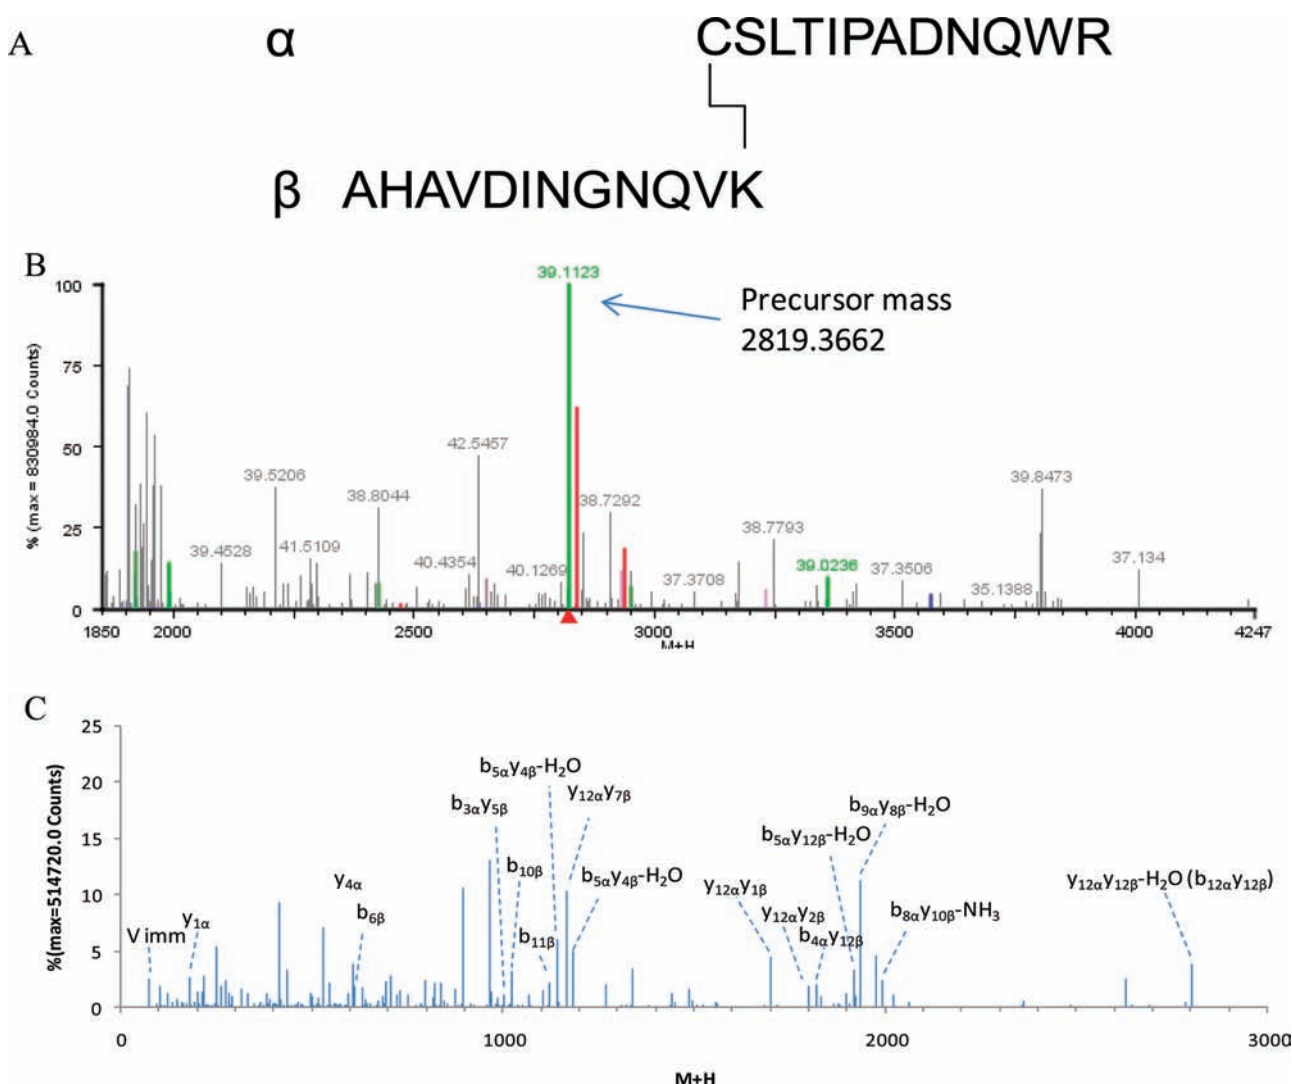 A
α
CSLTIPADNQWR
β AHAVDINGNQVK
B
% (max = 830984.0 Counts)
100
75
50
25
0
39.1123
Precursor mass
2819.3662
42.5457
39.5206
38.8044
38.7292
39.8473
39.4528
41.5109
40.4354
40.1269
37.3708
38.7793
39.0236
37.3506
35.1388
37.134
1850 2000 2500 3000 3500 4000 4247
M+H
C
%(max=514720.0 Counts)
25
20
15
10
5
0
b5αy4β-H2O
b3αy5β
y12αy7β
b10β
b5αy4β-H2O
y4α
b6β
V imm
y1α
b11β
b9αy8β-H2O
b5αy12β-H2O
y12αy1β
y12αy2β
b4αy12β
b8αy10β-NH3
y12αy12β-H2O (b12αy12β)
0 1000 2000 3000
M+H